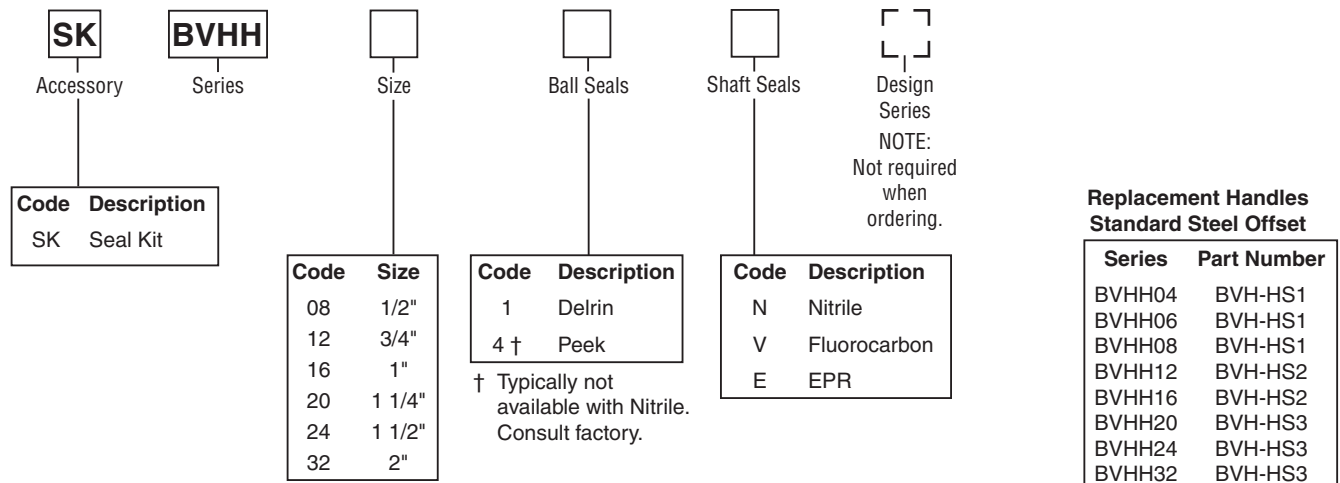 SK BVHH
Accessory Series Size Ball Seals Shaft Seals Design
Series
NOTE:
Not required
when
ordering.
Code Description
SK Seal Kit
Code Size
08 1/2"
12 3/4"
16 1"
20 1 1/4"
24 1 1/2"
32 2"
Code Description
1 Delrin
4 † Peek
† Typically not
available with Nitrile.
Consult factory.
Code Description
N Nitrile
V Fluorocarbon
E EPR
Replacement Handles
Standard Steel Offset
Series Part Number
BVHH04 BVH-HS1
BVHH06 BVH-HS1
BVHH08 BVH-HS1
BVHH12 BVH-HS2
BVHH16 BVH-HS2
BVHH20 BVH-HS3
BVHH24 BVH-HS3
BVHH32 BVH-HS3